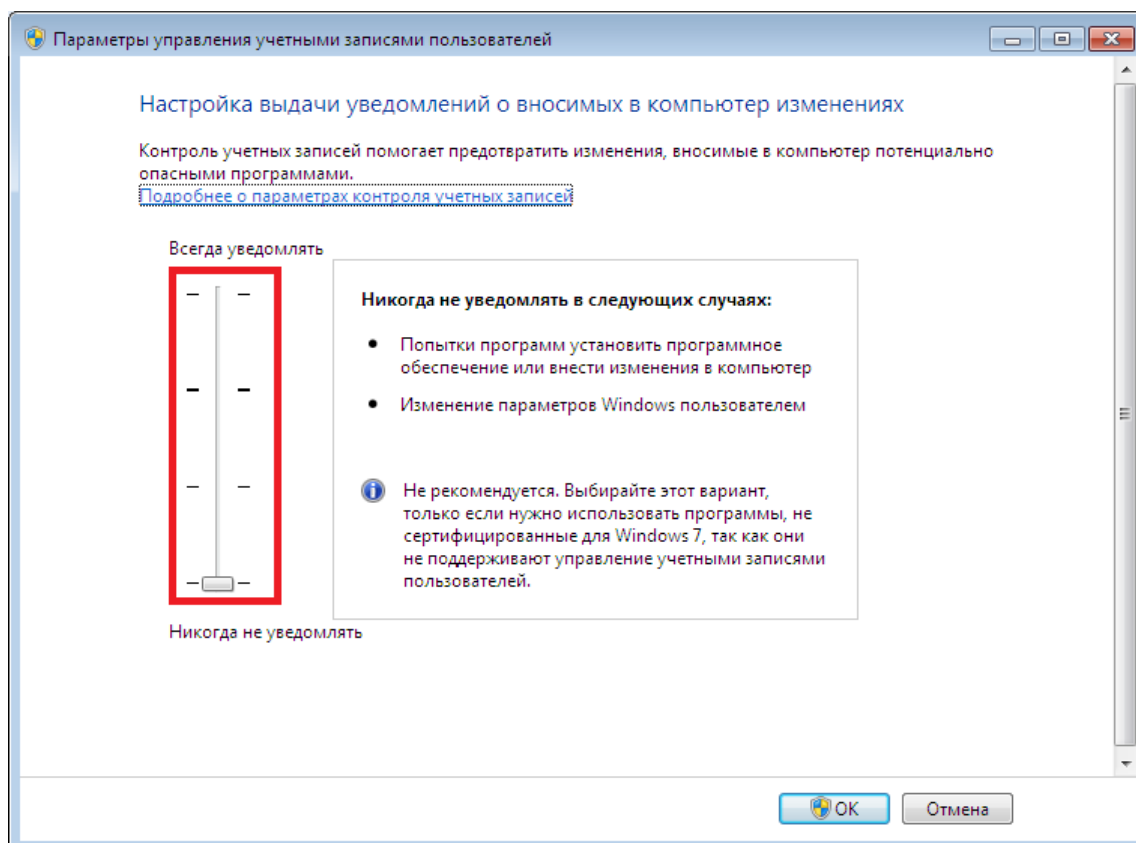 Параметры управления учетными записями пользователей
Настройка выдачи уведомлений о вносимых в компьютер изменениях
Контроль учетных записей помогает предотвратить изменения, вносимые в компьютер потенциально
опасными программами.
Подробнее о параметрах контроля учетных записей
Всегда уведомлять
Никогда не уведомлять в следующих случаях:
Попытки программ установить программное
обеспечение или внести изменения в компьютер
Изменение параметров Windows пользователем
Не рекомендуется. Выбирайте этот вариант,
только если нужно использовать программы, не
сертифицированные для Windows 7, так как они
не поддерживают управление учетными записями
пользователей.
Никогда не уведомлять
OK
Отмена